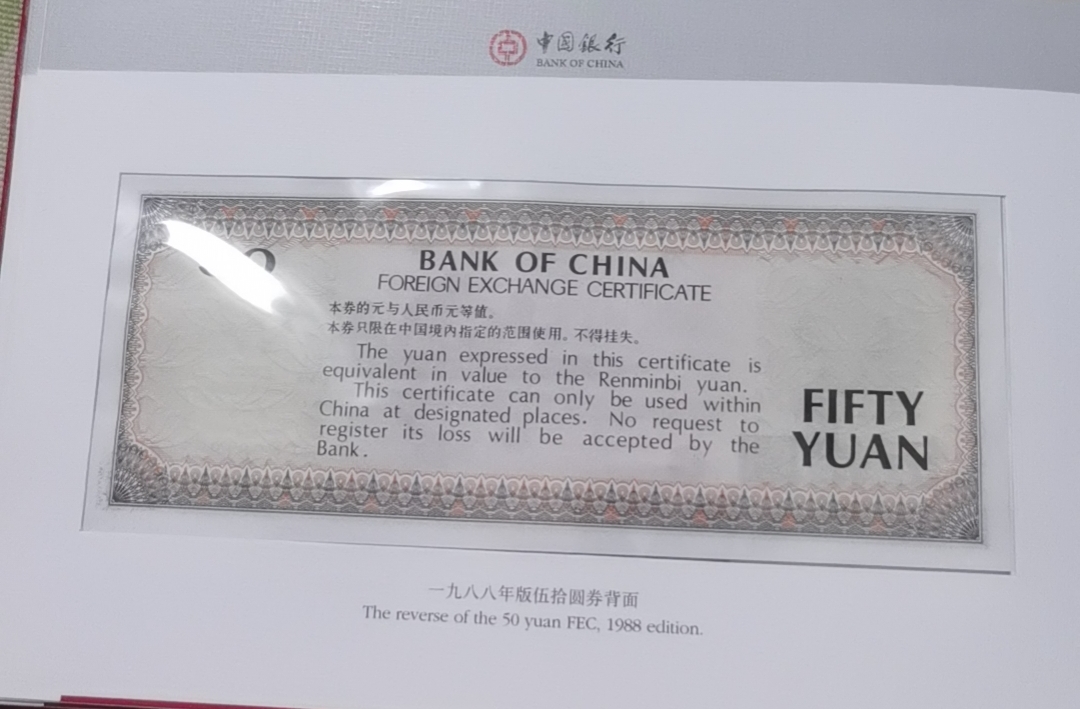 中国银行
BANK OF CHINA
BANK OF CHINA
FOREIGN EXCHANGE CERTIFICATE
本券的元与人民币元等值。
本券只限在中国境内指定的范围使用。不得挂失。
The yuan expressed in this certificate is
equivalent in value to the Renminbi yuan.
This certificate can only be used within
China at designated places. No request to
register its loss will be accepted by the
Bank.
FIFTY
YUAN
一九八八年版伍拾圆券背面
The reverse of the 50 yuan FEC, 1988 edition.